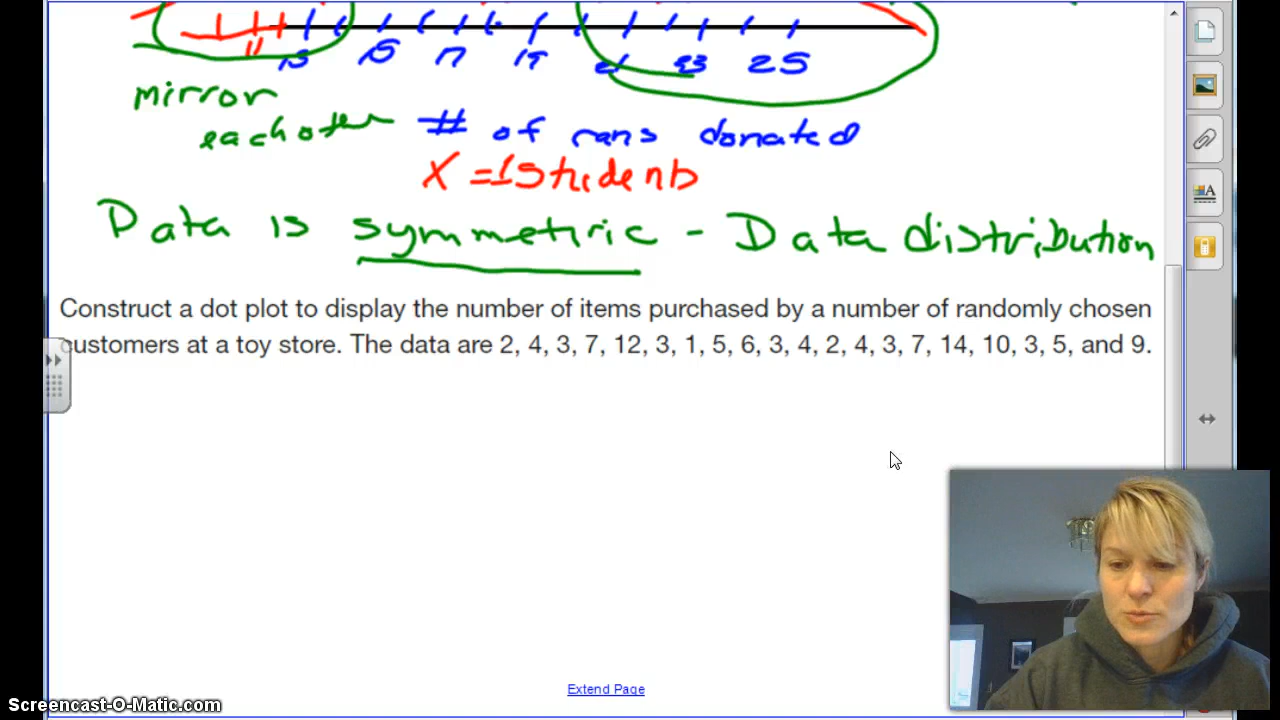 11 13 15 17 19 21 23 25
mirror
each other
# of cans donated
X = 1 Student
Data is symmetric - Data distribution
Construct a dot plot to display the number of items purchased by a number of randomly chosen
customers at a toy store. The data are 2, 4, 3, 7, 12, 3, 1, 5, 6, 3, 4, 2, 4, 3, 7, 14, 10, 3, 5, and 9.
Extend Page
Screencast-O-Matic.com